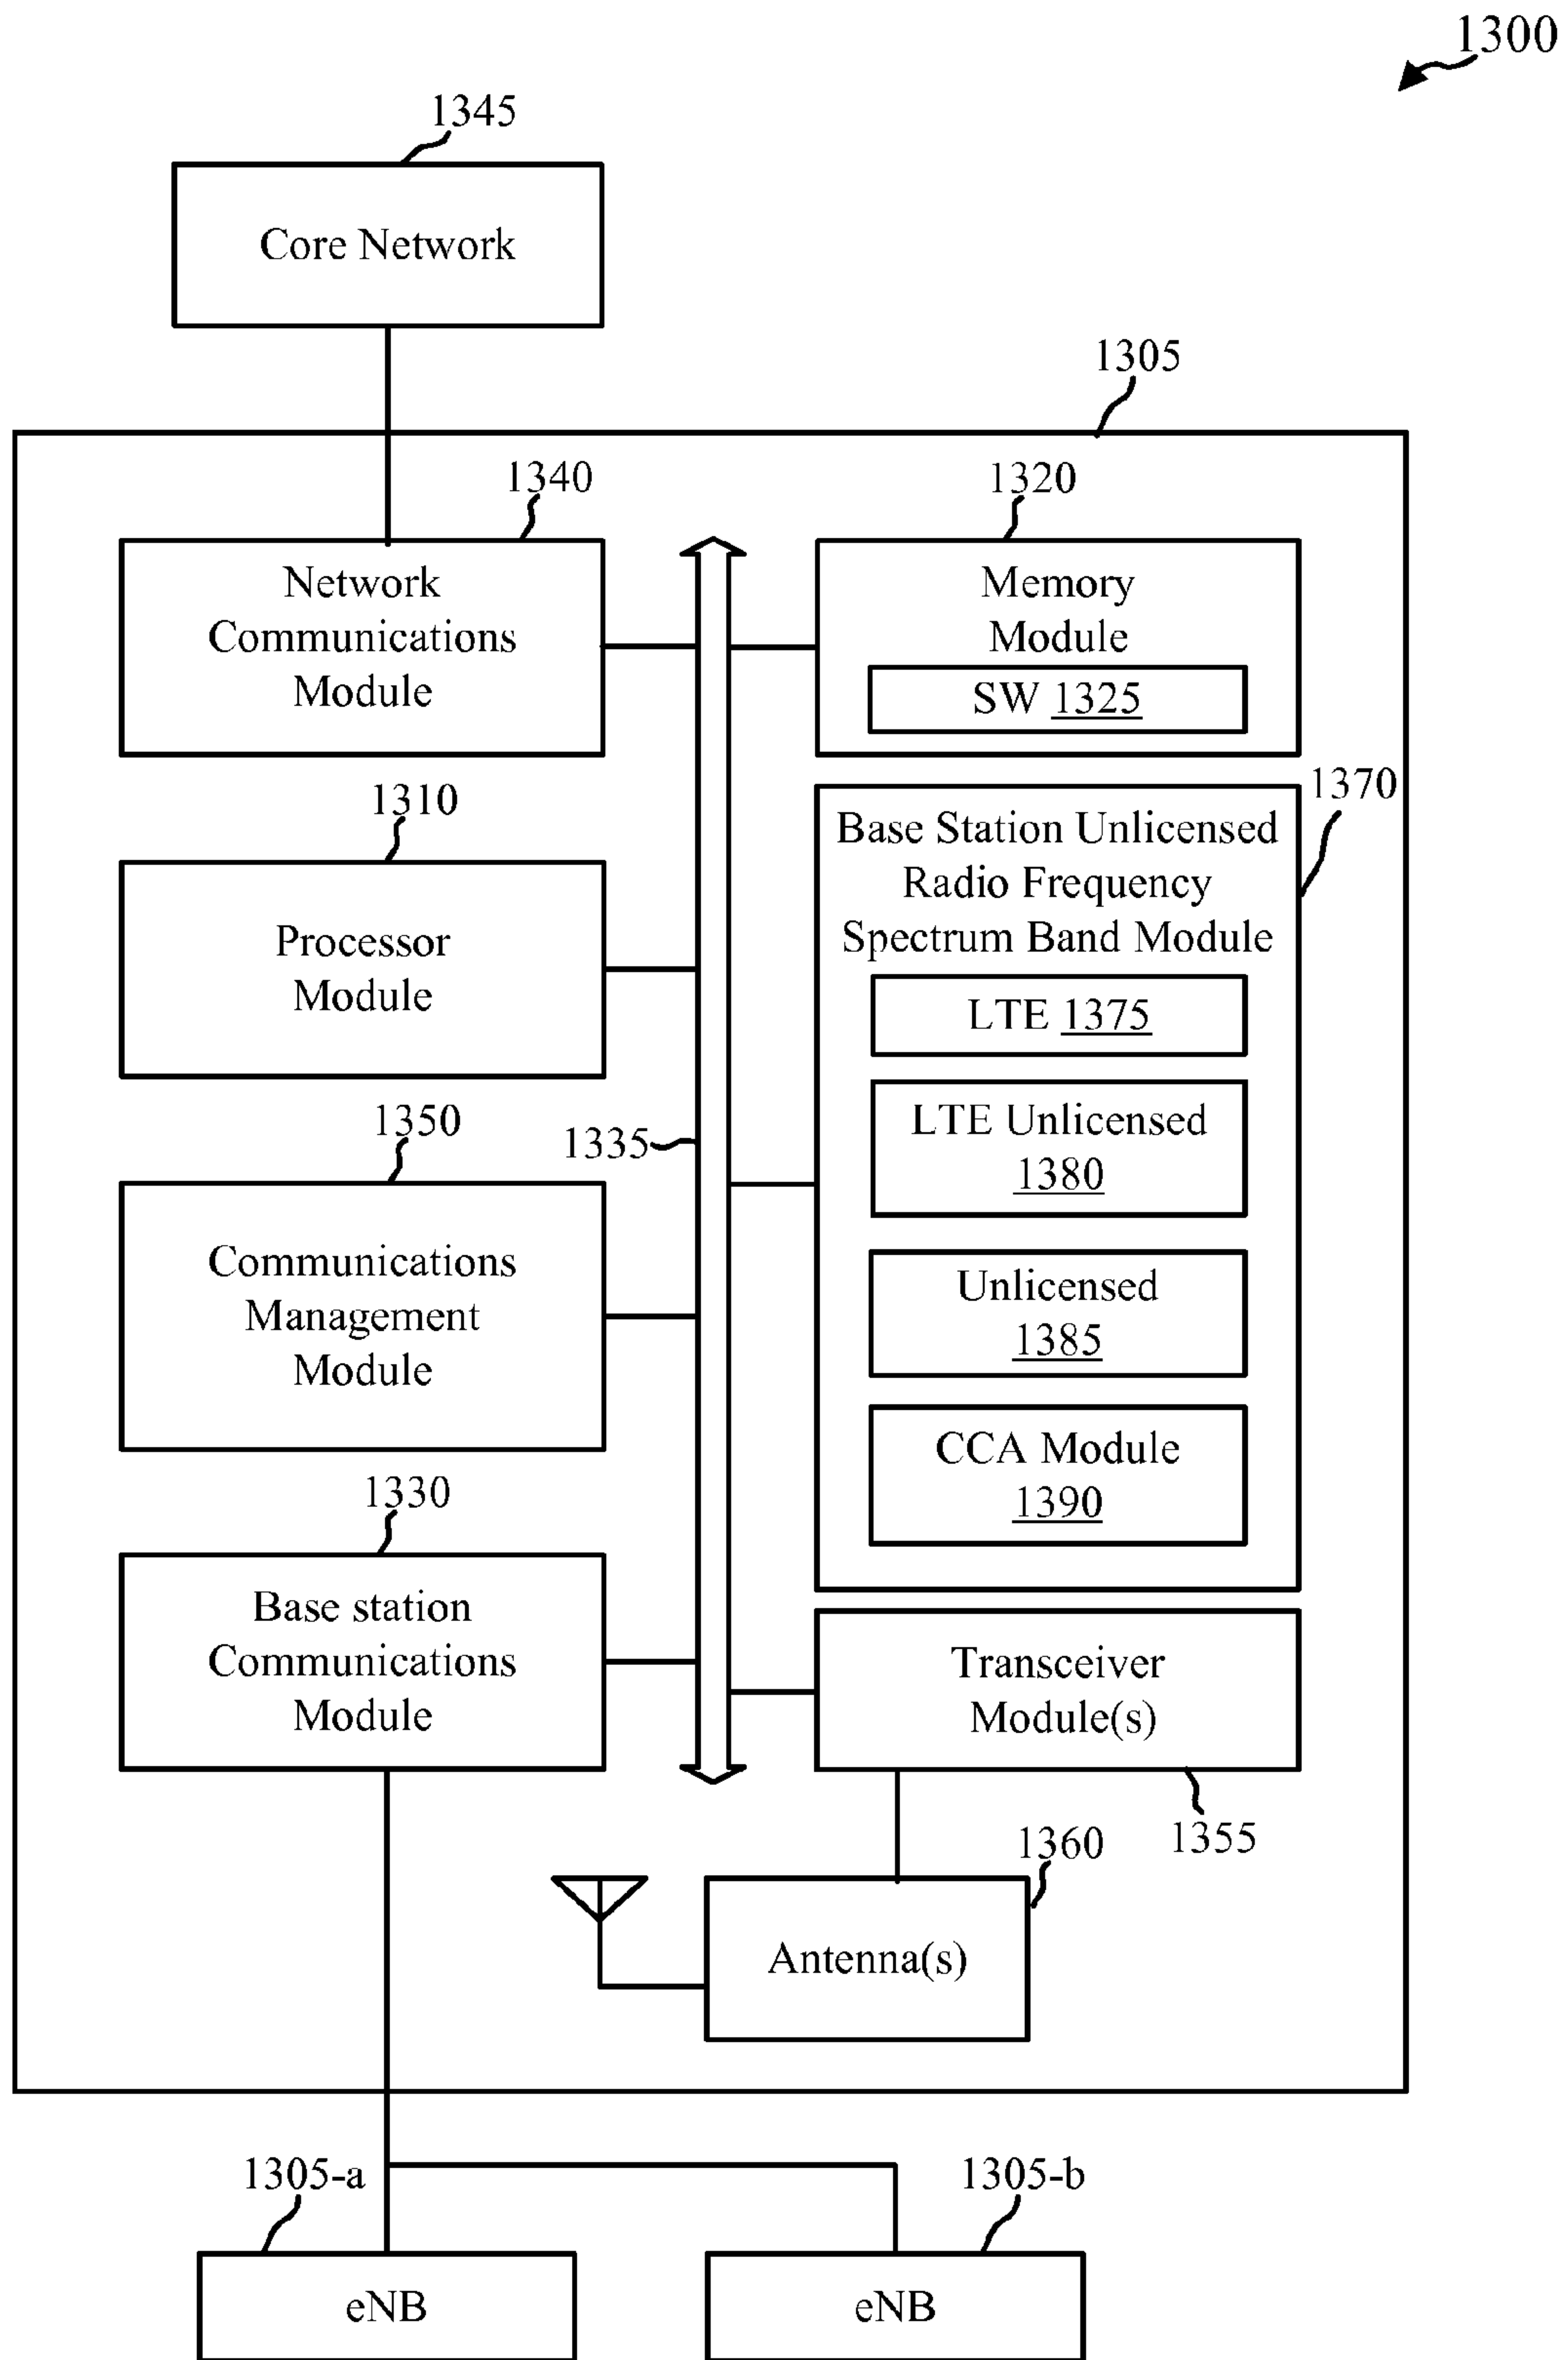 1300
1345
Core Network
1305
1340
Network
Communications
Module
1320
Memory
Module
SW 1325
1310
Processor
Module
1370
Base Station Unlicensed
Radio Frequency
Spectrum Band Module
LTE 1375
LTE Unlicensed
1380
Unlicensed
1385
CCA Module
1390
1350
Communications
Management
Module
1335
1330
Base station
Communications
Module
Transceiver
Module(s)
1355
1360
Antenna(s)
1305-a
eNB
1305-b
eNB